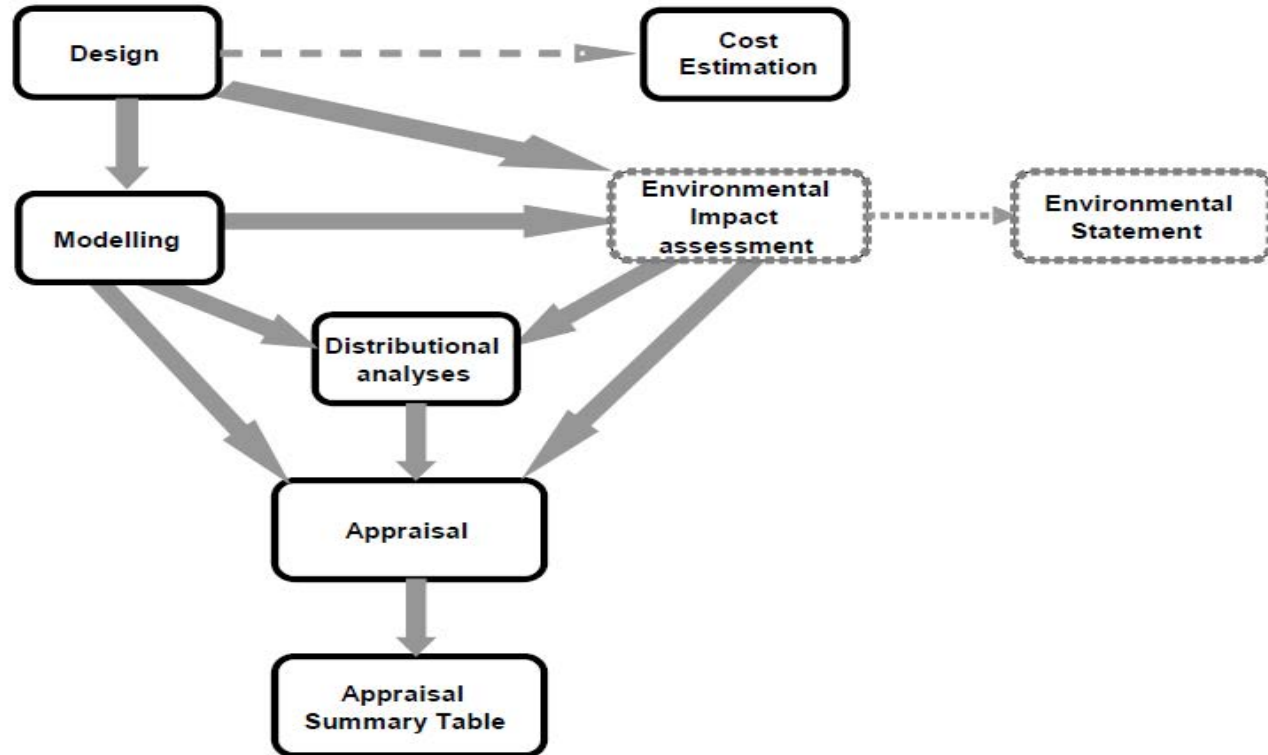 Design
Cost
Estimation
Environmental
Impact
assessment
Environmental
Statement
Modelling
Distributional
analyses
Appraisal
Appraisal
Summary Table